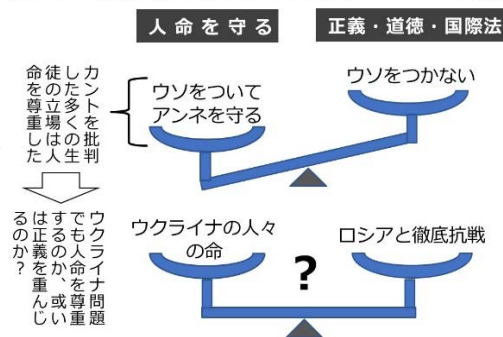 人命を守る
正義・道徳・国際法
カントを批判
した多くの生
徒の立場は人
命を尊重した
ウソをついて
アンネを守る
ウソをつかない
ウクライナ問題
でも人命を尊重
するのか、或い
は正義を重んじ
るのか？
ウクライナの人々
の命
?
ロシアと徹底抗戦